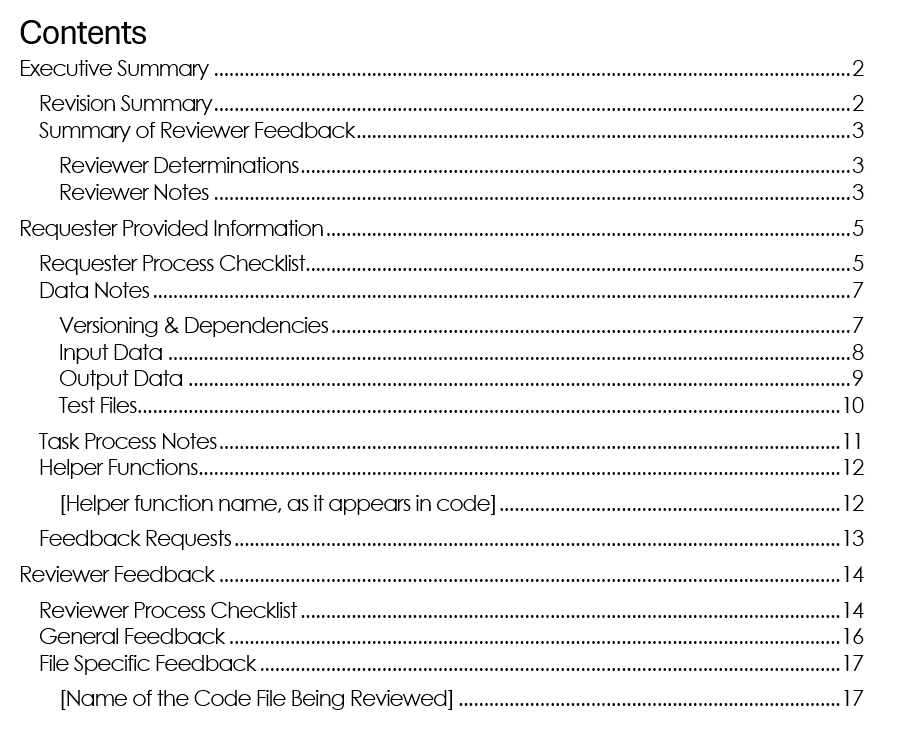 Contents
Executive Summary ........ 2
Revision Summary ........ 2
Summary of Reviewer Feedback ........ 3
Reviewer Determinations ........ 3
Reviewer Notes ........ 3
Requester Provided Information ........ 5
Requester Process Checklist ........ 5
Data Notes ........ 7
Versioning & Dependencies ........ 7
Input Data ........ 8
Output Data ........ 9
Test Files ........ 10
Task Process Notes ........ 11
Helper Functions ........ 12
[Helper function name, as it appears in code] ........ 12
Feedback Requests ........ 13
Reviewer Feedback ........ 14
Reviewer Process Checklist ........ 14
General Feedback ........ 16
File Specific Feedback ........ 17
[Name of the Code File Being Reviewed] ........ 17